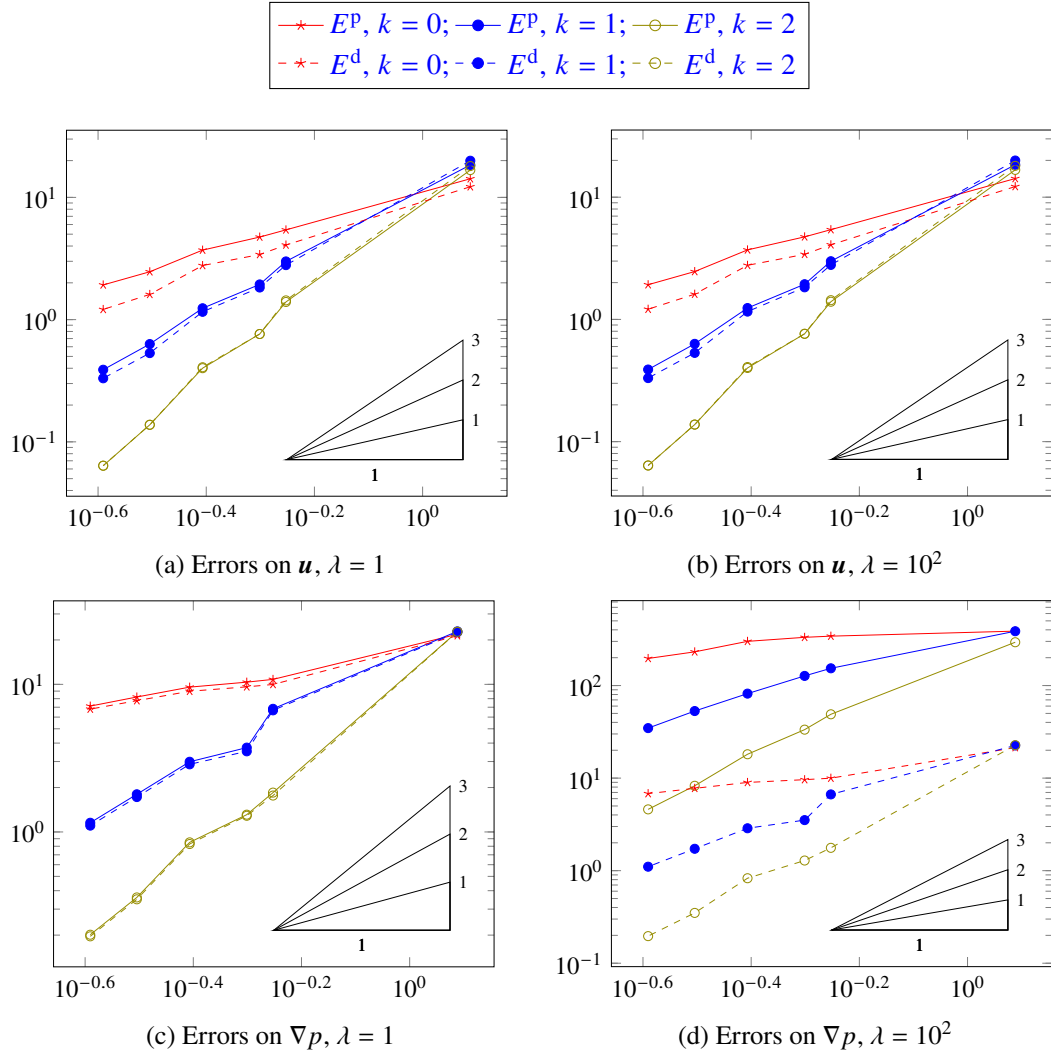 E^p, k = 0; E^p, k = 1; E^p, k = 2
E^d, k = 0; E^d, k = 1; E^d, k = 2
10^1
10^0
10^−1
3
2
1
1
10^−0.6 10^−0.4 10^−0.2 10^0
(a) Errors on u, λ = 1
3
2
1
1
10^1
10^0
10^−1
10^−0.6 10^−0.4 10^−0.2 10^0
(b) Errors on u, λ = 10^2
10^1
10^0
3
2
1
1
10^−0.6 10^−0.4 10^−0.2 10^0
(c) Errors on ∇p, λ = 1
10^2
10^1
10^0
10^−1
3
2
1
1
10^−0.6 10^−0.4 10^−0.2 10^0
(d) Errors on ∇p, λ = 10^2